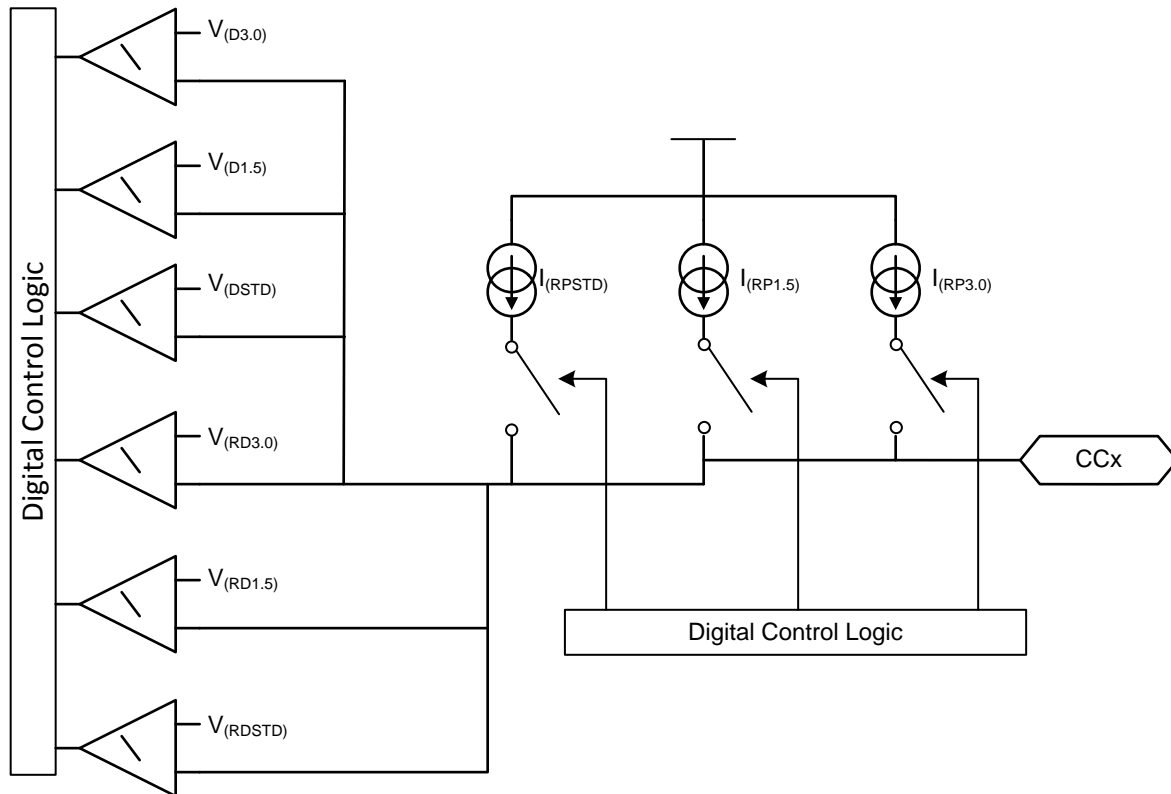 Digital Control Logic
V(D3.0)
V(D1.5)
V(DSTD)
V(RD3.0)
V(RD1.5)
V(RDSTD)
I(RPSTD)
I(RP1.5)
I(RP3.0)
CCx
Digital Control Logic